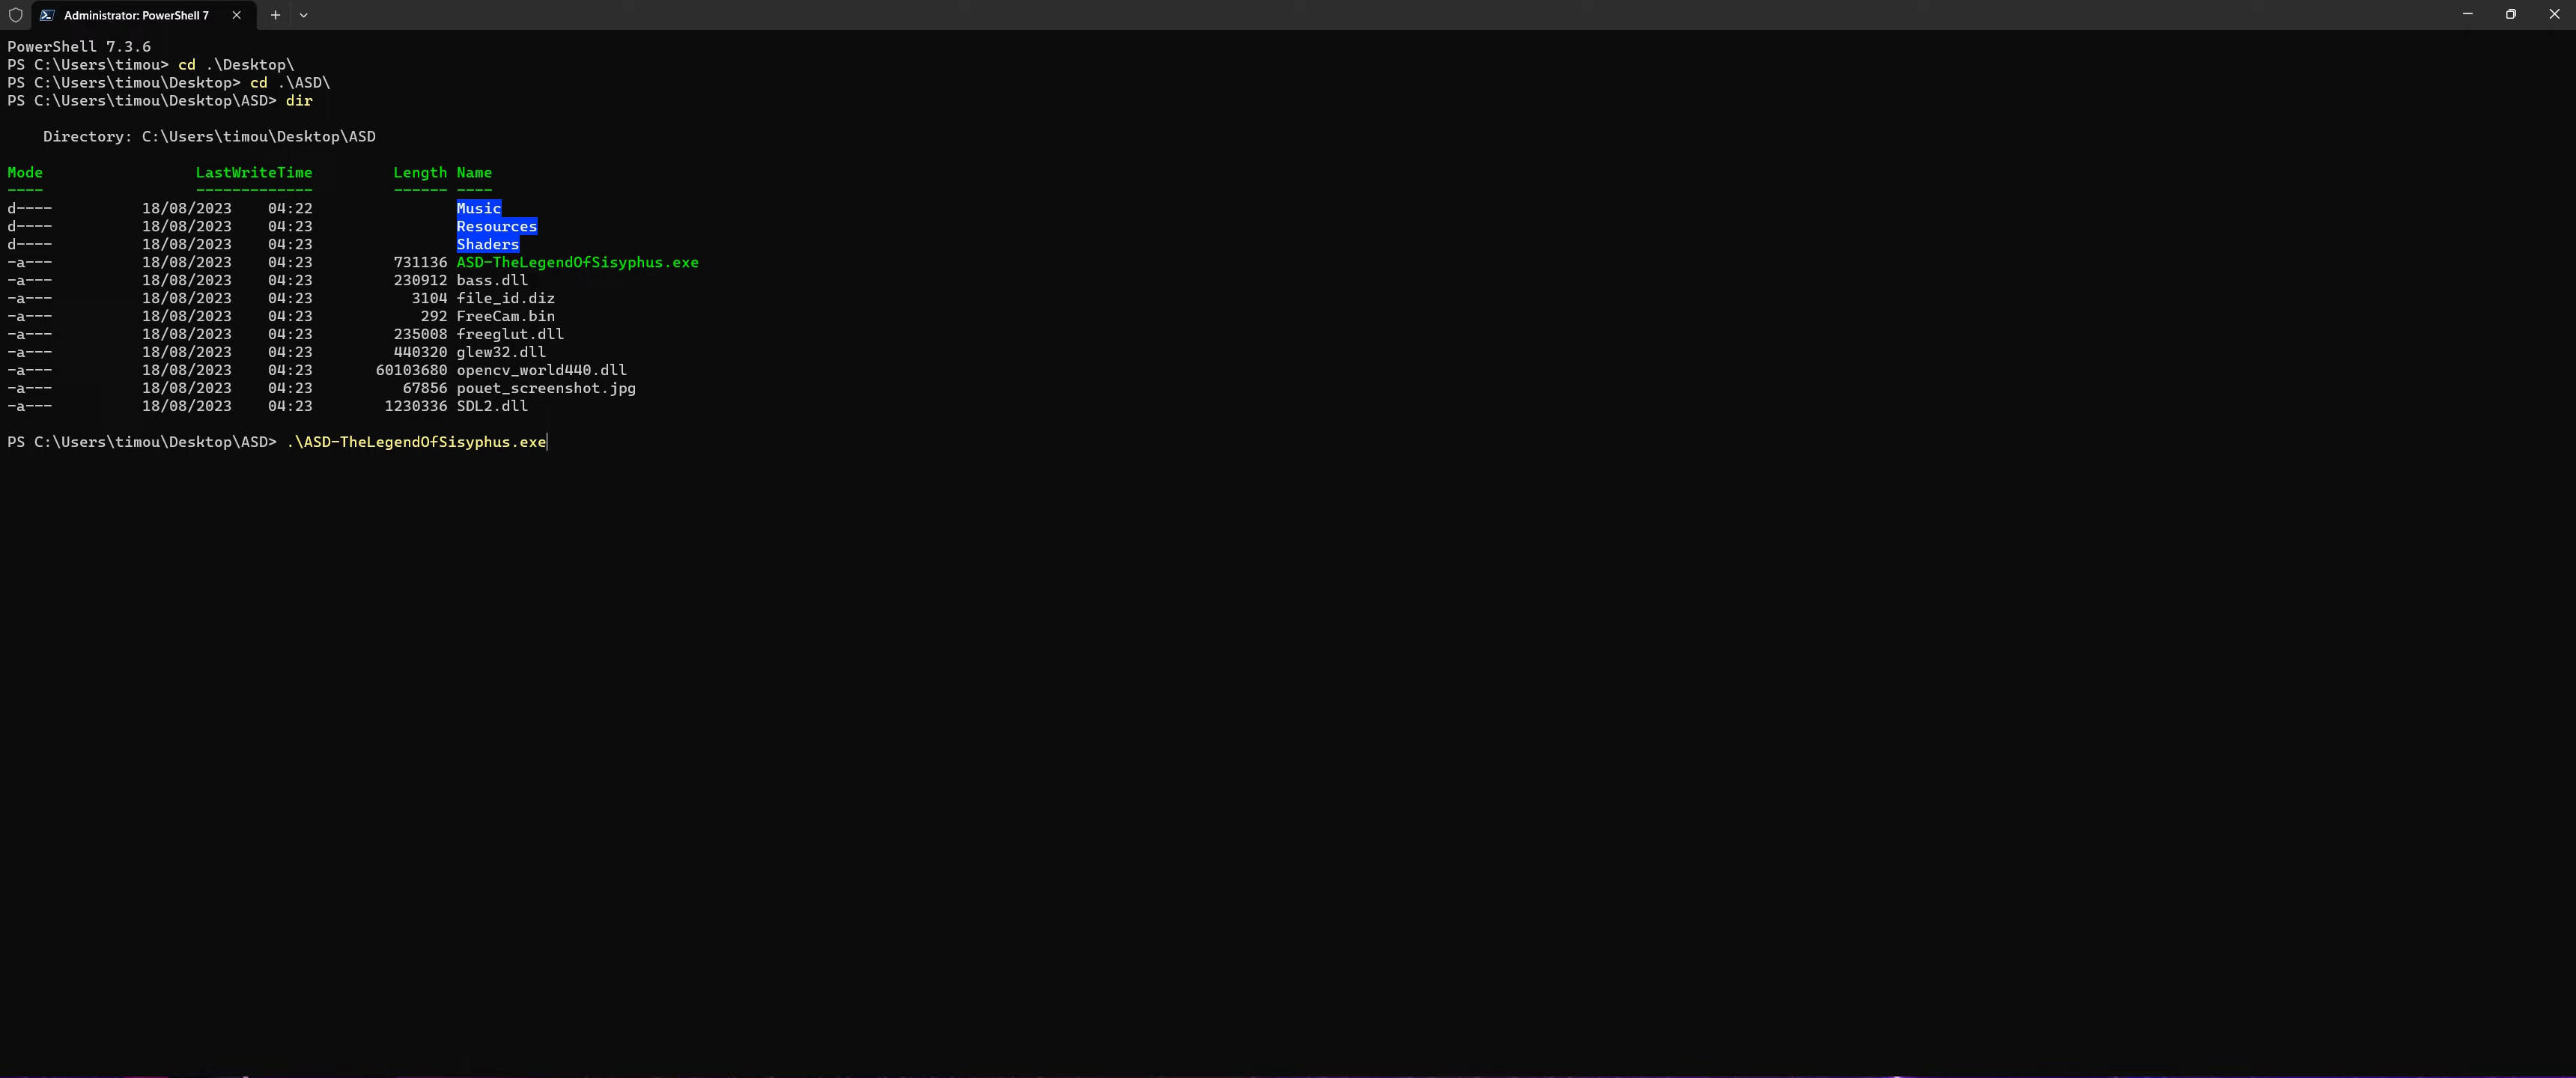 Administrator: PowerShell 7
PowerShell 7.3.6
PS C:\Users\timou> cd .\Desktop\
PS C:\Users\timou\Desktop> cd .\ASD\
PS C:\Users\timou\Desktop\ASD> dir
Directory: C:\Users\timou\Desktop\ASD
Mode LastWriteTime Length Name
---- ------------- ------ ----
d---- 18/08/2023 04:22 Music
d---- 18/08/2023 04:23 Resources
d---- 18/08/2023 04:23 Shaders
-a--- 18/08/2023 04:23 731136 ASD-TheLegendOfSisyphus.exe
-a--- 18/08/2023 04:23 230912 bass.dll
-a--- 18/08/2023 04:23 3104 file_id.diz
-a--- 18/08/2023 04:23 292 FreeCam.bin
-a--- 18/08/2023 04:23 235008 freeglut.dll
-a--- 18/08/2023 04:23 440320 glew32.dll
-a--- 18/08/2023 04:23 60103680 opencv_world440.dll
-a--- 18/08/2023 04:23 67856 pouet_screenshot.jpg
-a--- 18/08/2023 04:23 1230336 SDL2.dll
PS C:\Users\timou\Desktop\ASD> .\ASD-TheLegendOfSisyphus.exe